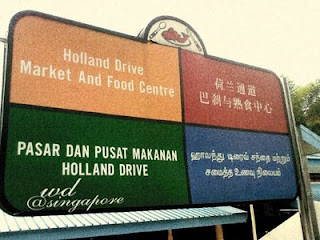 Holland Drive
Market And Food Centre
荷兰通道
巴刹与熟食中心
PASAR DAN PUSAT MAKANAN
HOLLAND DRIVE
ஹாலந்து டிரைவ் சந்தை மற்றும்
சமைத்த உணவு நிலையம்
wd
@singapore